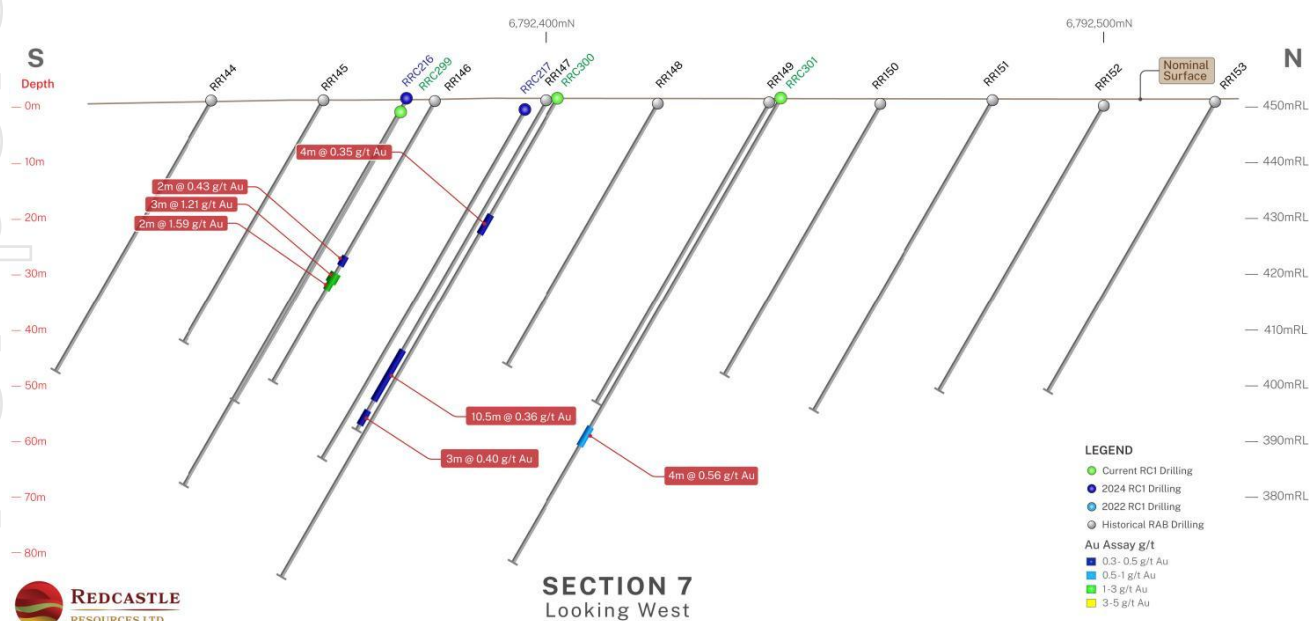 6,792,400mN
6,792,500mN
S
N
Depth
RR144
RR145
RRC216
RRC299
RR146
RRC217
RR147
RRC300
RR148
RR149
RRC301
RR150
RR151
RR152
RR153
Nominal
Surface
0m
10m
20m
30m
40m
50m
60m
70m
80m
450mRL
440mRL
430mRL
420mRL
410mRL
400mRL
390mRL
380mRL
4m @ 0.35 g/t Au
2m @ 0.43 g/t Au
3m @ 1.21 g/t Au
2m @ 1.59 g/t Au
10.5m @ 0.36 g/t Au
3m @ 0.40 g/t Au
4m @ 0.56 g/t Au
LEGEND
Current RC1 Drilling
2024 RC1 Drilling
2022 RC1 Drilling
Historical RAB Drilling
Au Assay g/t
0.3- 0.5 g/t Au
0.5-1 g/t Au
1-3 g/t Au
3-5 g/t Au
SECTION 7
Looking West
REDCASTLE
RESOURCES LTD